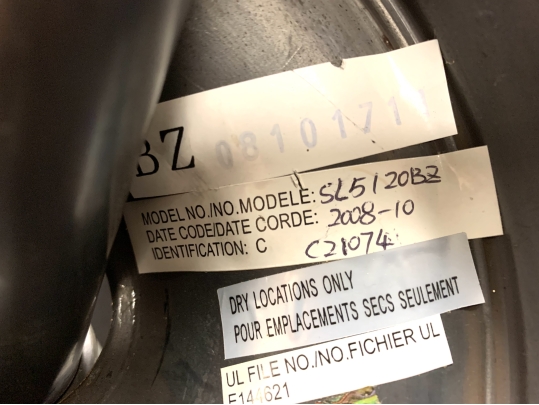 BZ 08101711
MODEL NO./NO.MODELE: SL5120BZ
DATE CODE/DATE CORDE: 2008-10
IDENTIFICATION: C C21074
DRY LOCATIONS ONLY
POUR EMPLACEMENTS SECS SEULEMENT
UL FILE NO./NO.FICHIER UL
E144621